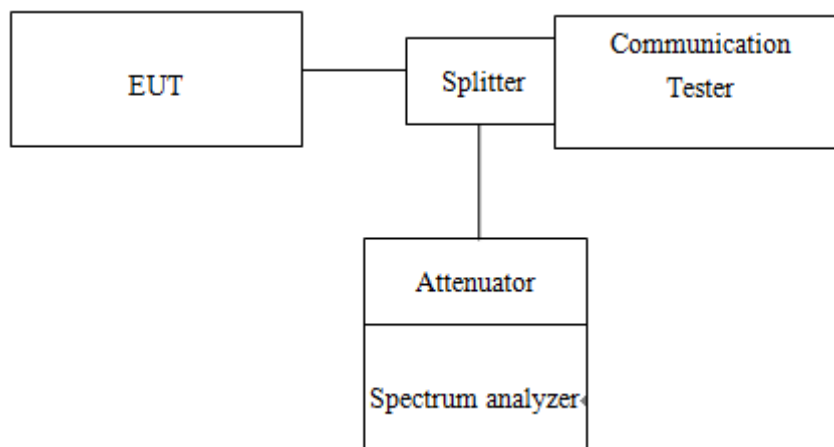 EUT
Splitter
Communication
Tester
Attenuator
Spectrum analyzer